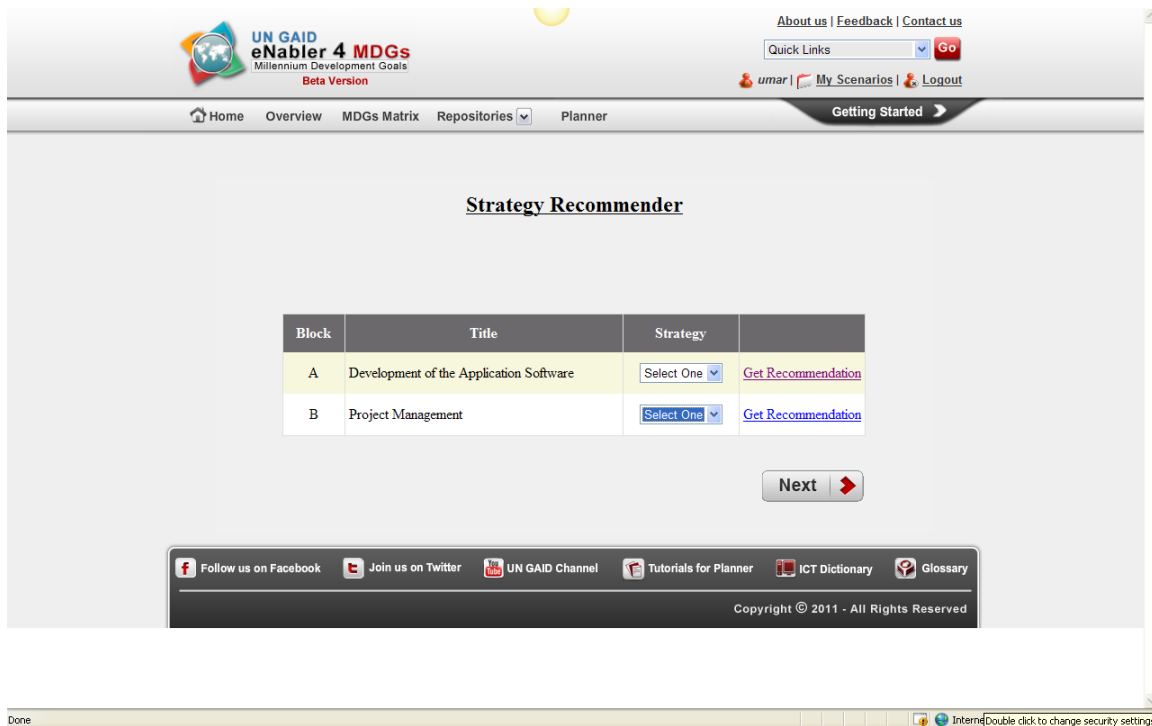 About us | Feedback | Contact us
UN GAID
eNabler 4 MDGs
Millennium Development Goals
Beta Version
Quick Links
Go
umar | My Scenarios | Logout
Home Overview MDGs Matrix Repositories Planner
Getting Started
Strategy Recommender
Block Title Strategy
A Development of the Application Software Select One Get Recommendation
B Project Management Select One Get Recommendation
Next
Follow us on Facebook Join us on Twitter You Tube UN GAID Channel Tutorials for Planner ICT Dictionary Glossary
Copyright © 2011 - All Rights Reserved
Done
Interne Double click to change security setting